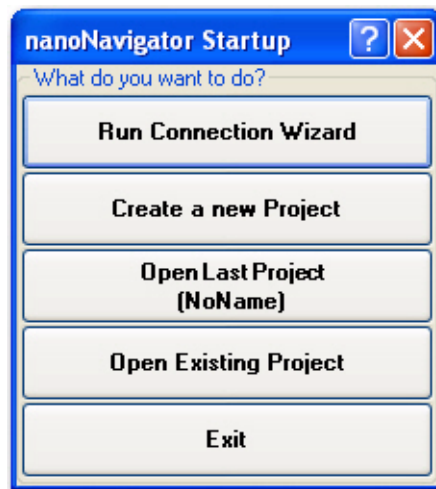 nanoNavigator Startup
What do you want to do?
Run Connection Wizard
Create a new Project
Open Last Project
(NoName)
Open Existing Project
Exit